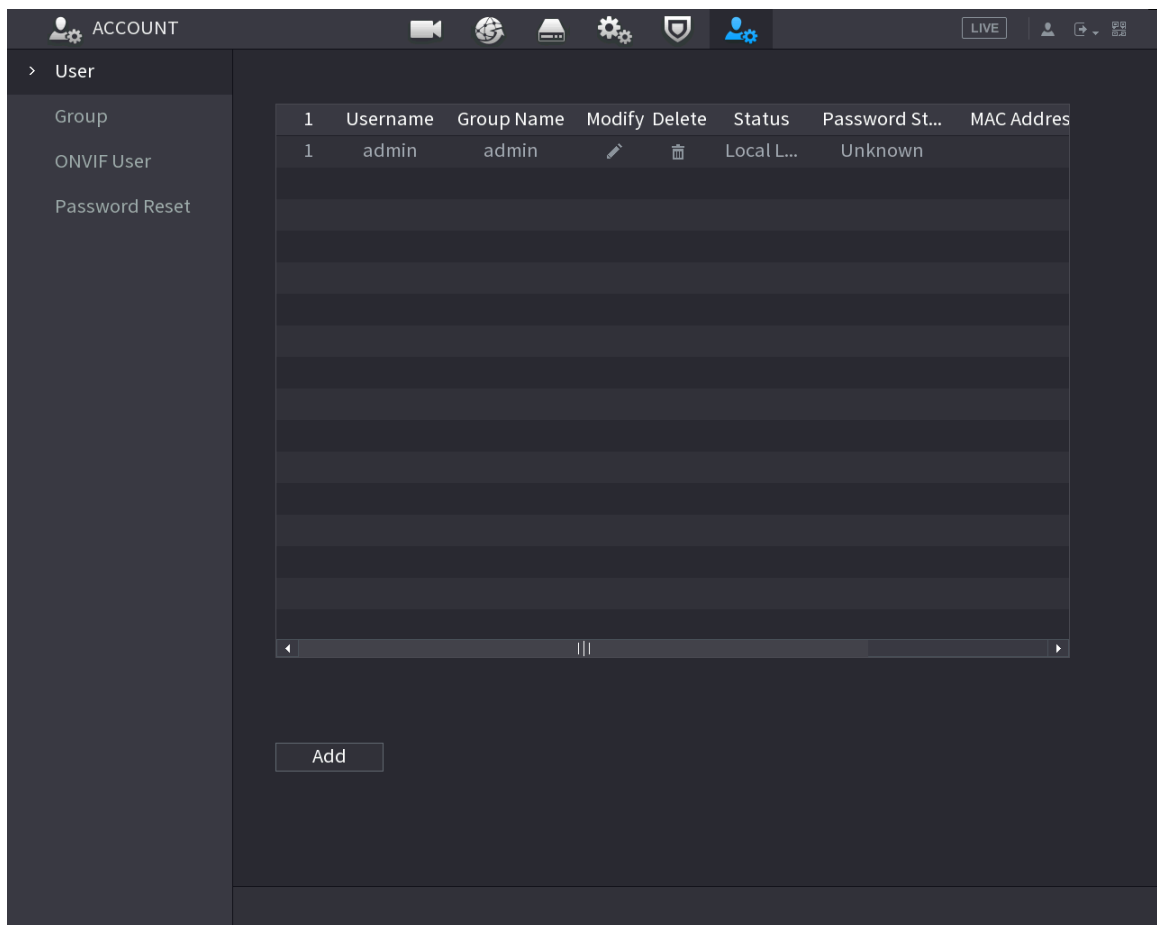 ACCOUNT LIVE
User
Group
ONVIF User
Password Reset
1 Username Group Name Modify Delete Status Password St... MAC Addres
1 admin admin Local L... Unknown
Add